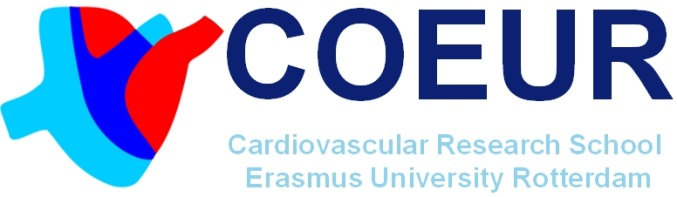 COEUR
Cardiovascular Research School
Erasmus University Rotterdam